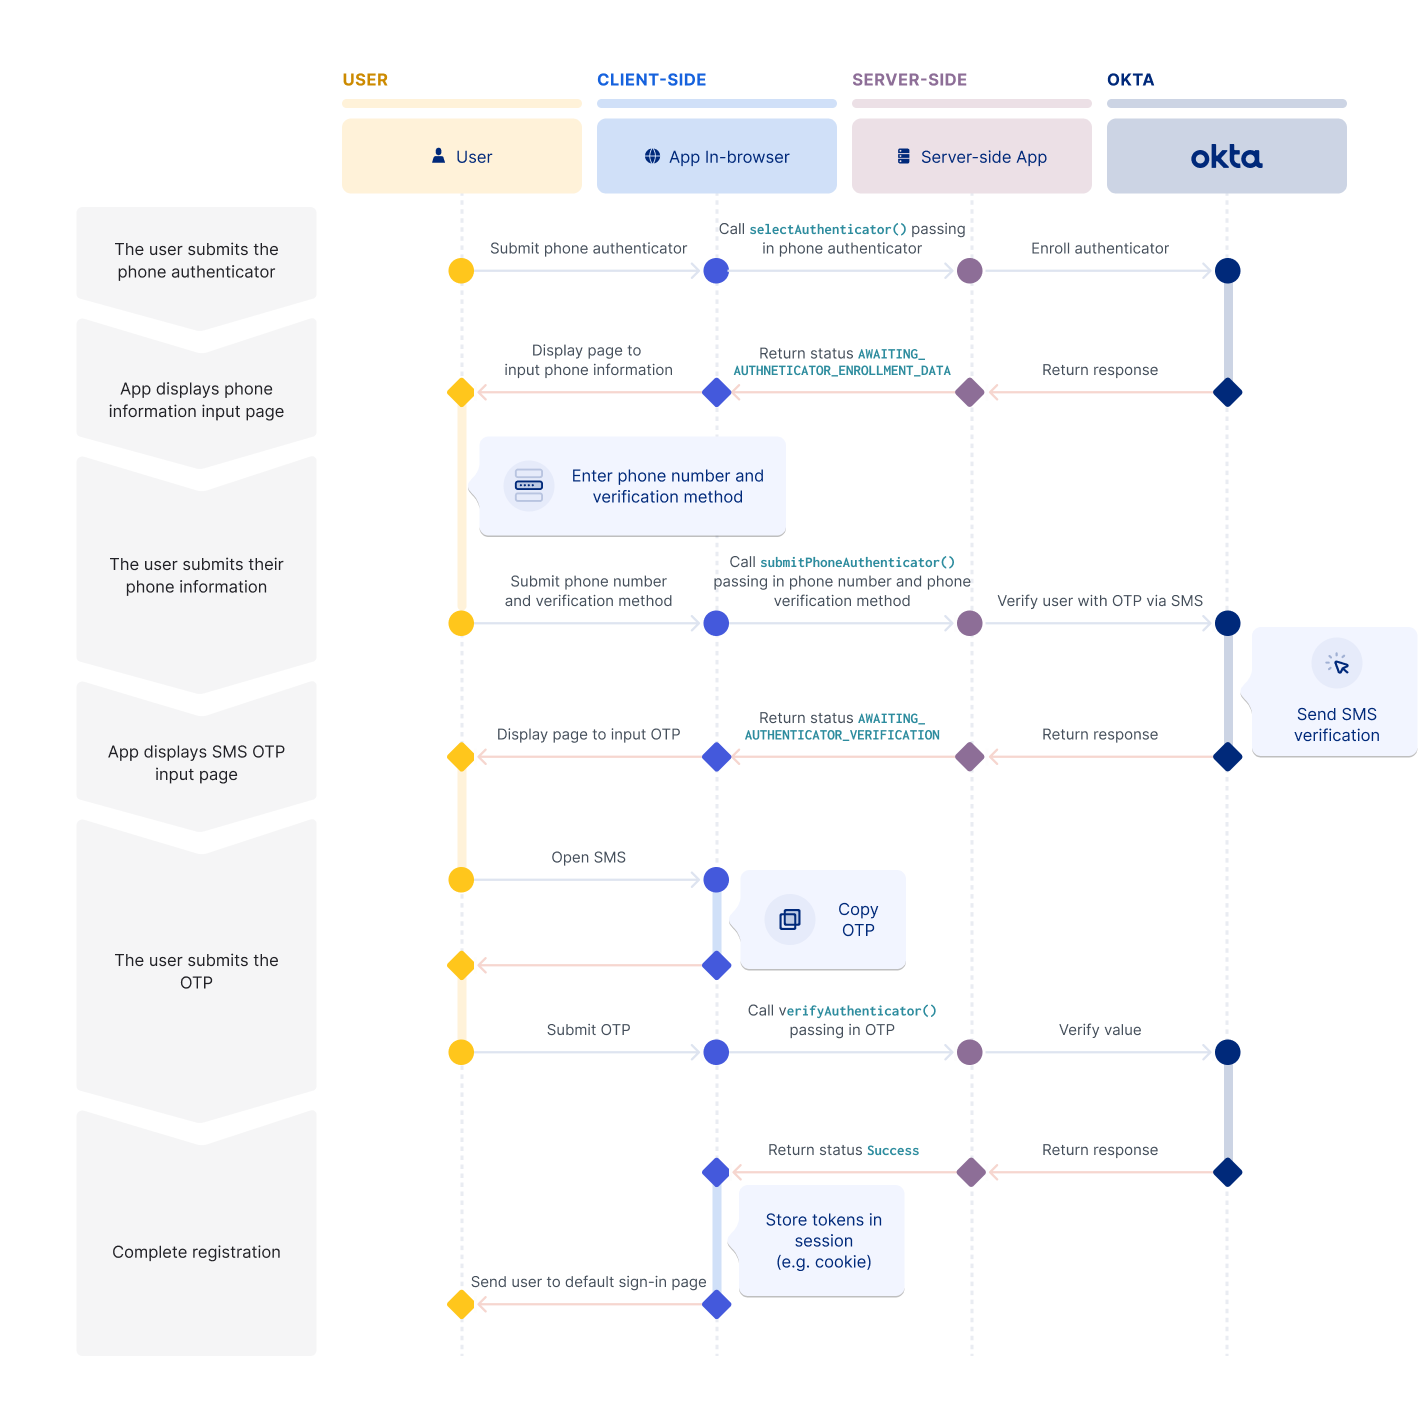 USER
CLIENT-SIDE
SERVER-SIDE
OKTA
User
App In-browser
Server-side App
okta
The user submits the
phone authenticator
Submit phone authenticator
Call selectAuthenticator() passing
in phone authenticator
Enroll authenticator
App displays phone
information input page
Display page to
input phone information
Return status AWAITING_
AUTHNETICATOR_ENROLLMENT_DATA
Return response
Enter phone number and
verification method
The user submits their
phone information
Submit phone number
and verification method
Call submitPhoneAuthenticator()
passing in phone number and phone
verification method
Verify user with OTP via SMS
Send SMS
verification
App displays SMS OTP
input page
Display page to input OTP
Return status AWAITING_
AUTHENTICATOR_VERIFICATION
Return response
The user submits the
OTP
Open SMS
Copy
OTP
Submit OTP
Call verifyAuthenticator()
passing in OTP
Verify value
Complete registration
Return status Success
Return response
Store tokens in
session
(e.g. cookie)
Send user to default sign-in page